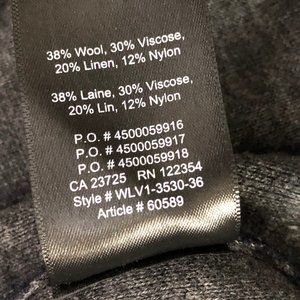 38% Wool, 30% Viscose,
20% Linen, 12% Nylon
38% Laine, 30% Viscose,
20% Lin, 12% Nylon
P.O. # 4500059916
P.O. # 4500059917
P.O. # 4500059918
CA 23725 RN 122354
Style # WLV1-3530-36
Article # 60589